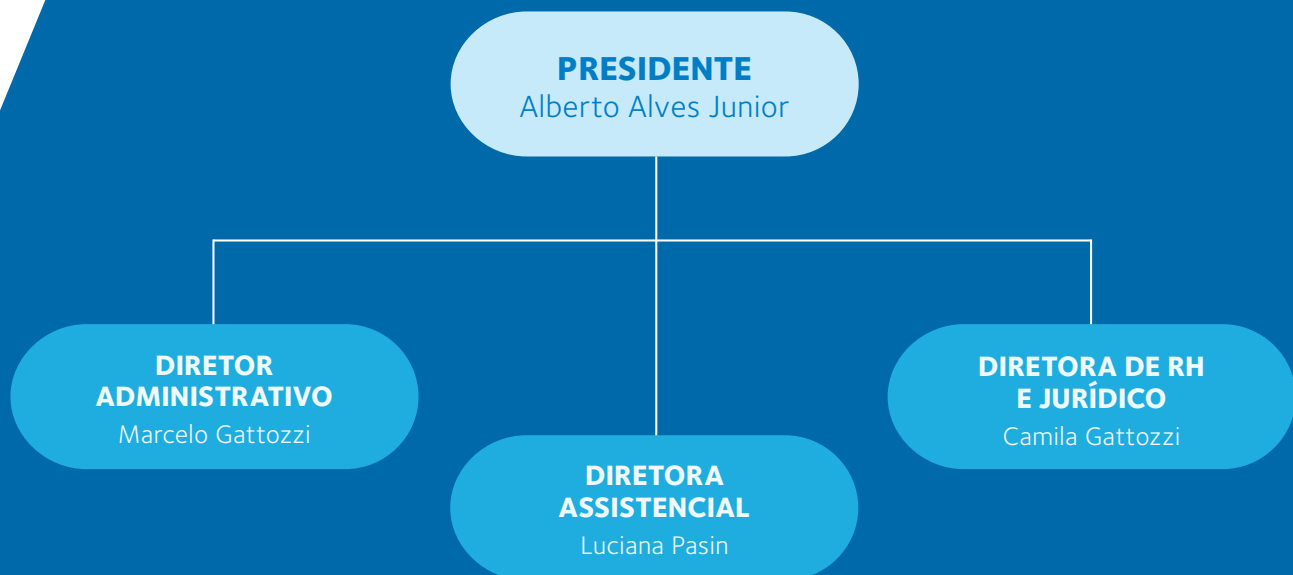 PRESIDENTE
Alberto Alves Junior
DIRETOR
ADMINISTRATIVO
Marcelo Gattozzi
DIRETORA
ASSISTENCIAL
Luciana Pasin
DIRETORA DE RH
E JURÍDICO
Camila Gattozzi